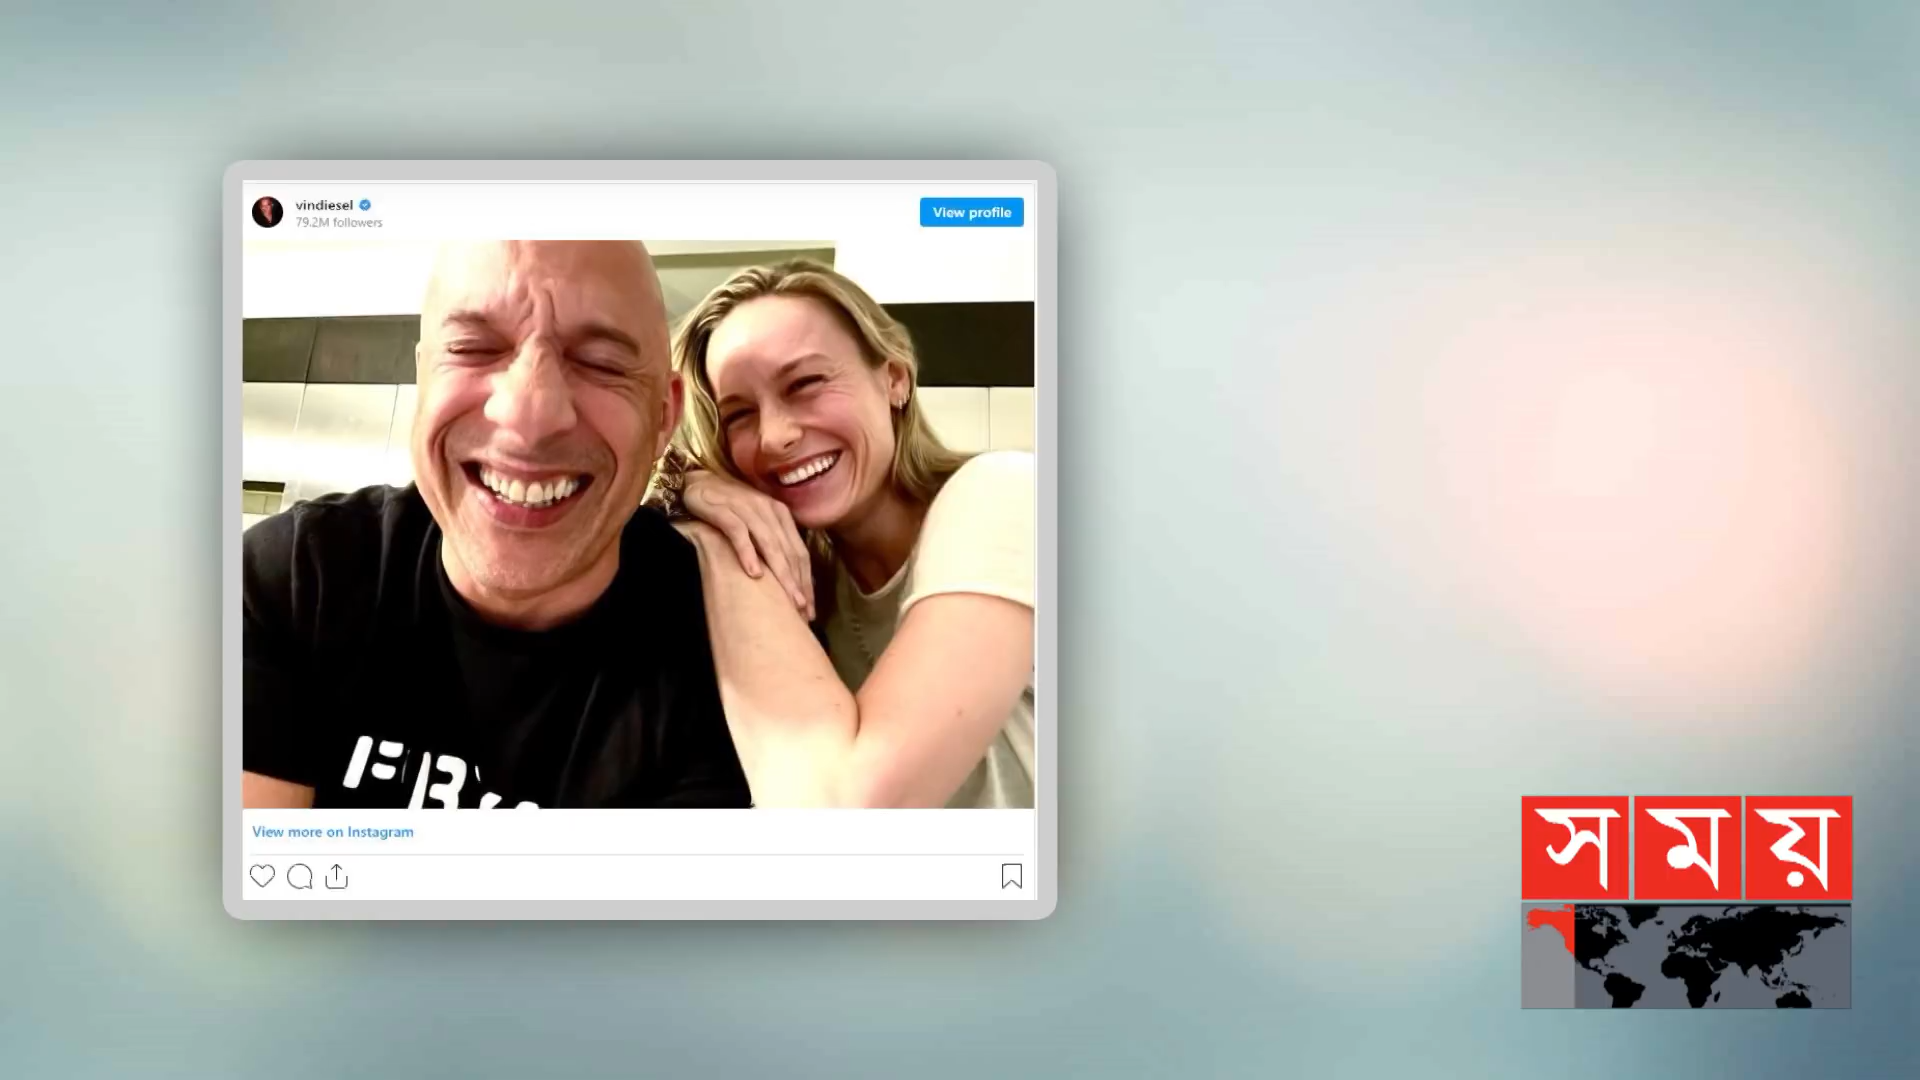 vindiesel
79.2M followers
View profile
View more on Instagram
সময়